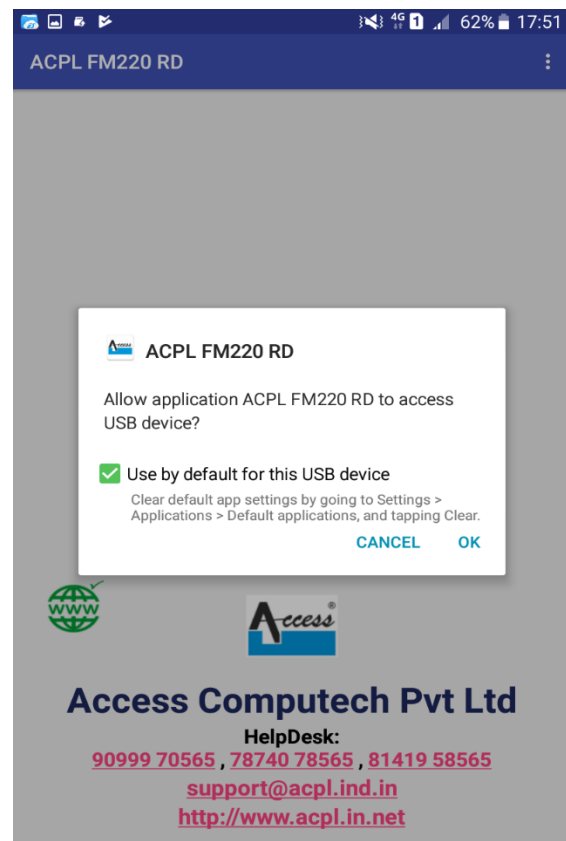 4G 1 62% 17:51
ACPL FM220 RD
ACPL FM220 RD
Allow application ACPL FM220 RD to access
USB device?
Use by default for this USB device
Clear default app settings by going to Settings >
Applications > Default applications, and tapping Clear.
CANCEL OK
www
Access®
Access Computech Pvt Ltd
HelpDesk:
90999 70565 , 78740 78565 , 81419 58565
support@acpl.ind.in
http://www.acpl.in.net